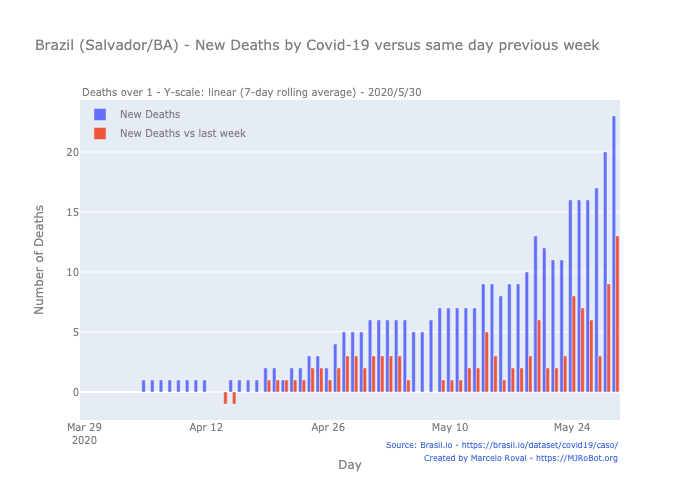 Brazil (Salvador/BA) - New Deaths by Covid-19 versus same day previous week
Deaths over 1 - Y-scale: linear (7-day rolling average) - 2020/5/30
New Deaths
New Deaths vs last week
20
15
10
5
0
Number of Deaths
Mar 29
2020
Apr 12
Apr 26
May 10
May 24
Day
Source: Brasil.io - https://brasil.io/dataset/covid19/caso/
Created by Marcelo Rovai - https://MJRoBot.org